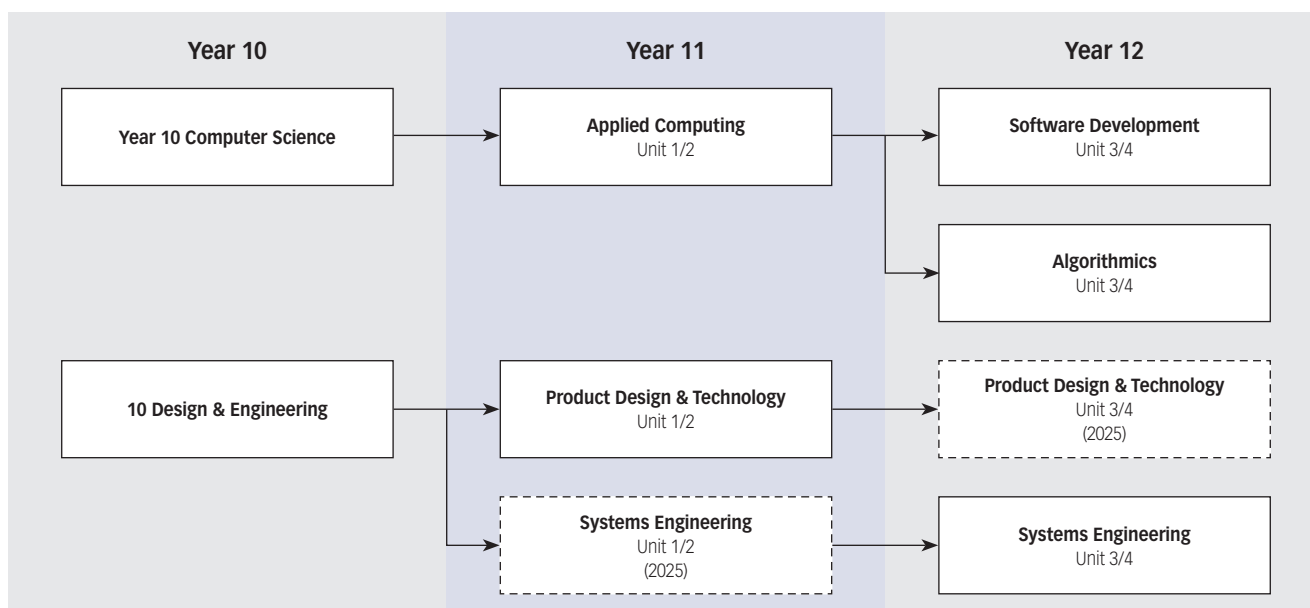 Year 10
Year 11
Year 12
Year 10 Computer Science
Applied Computing
Unit 1/2
Software Development
Unit 3/4
Algorithmics
Unit 3/4
10 Design & Engineering
Product Design & Technology
Unit 1/2
Product Design & Technology
Unit 3/4
(2025)
Systems Engineering
Unit 1/2
(2025)
Systems Engineering
Unit 3/4